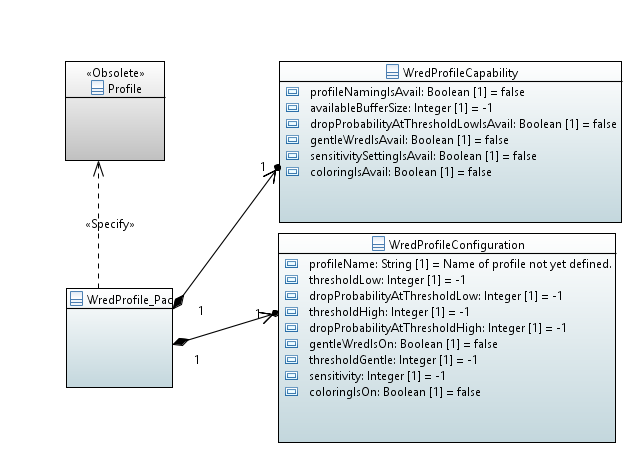 «Obsolete»
Profile
«Specify»
WredProfile_Pac
1
1
1
1
WredProfileCapability
profileNamingIsAvail: Boolean [1] = false
availableBufferSize: Integer [1] = -1
dropProbabilityAtThresholdLowIsAvail: Boolean [1] = false
gentleWredIsAvail: Boolean [1] = false
sensitivitySettingIsAvail: Boolean [1] = false
coloringIsAvail: Boolean [1] = false
WredProfileConfiguration
profileName: String [1] = Name of profile not yet defined.
thresholdLow: Integer [1] = -1
dropProbabilityAtThresholdLow: Integer [1] = -1
thresholdHigh: Integer [1] = -1
dropProbabilityAtThresholdHigh: Integer [1] = -1
gentleWredIsOn: Boolean [1] = false
thresholdGentle: Integer [1] = -1
sensitivity: Integer [1] = -1
coloringIsOn: Boolean [1] = false